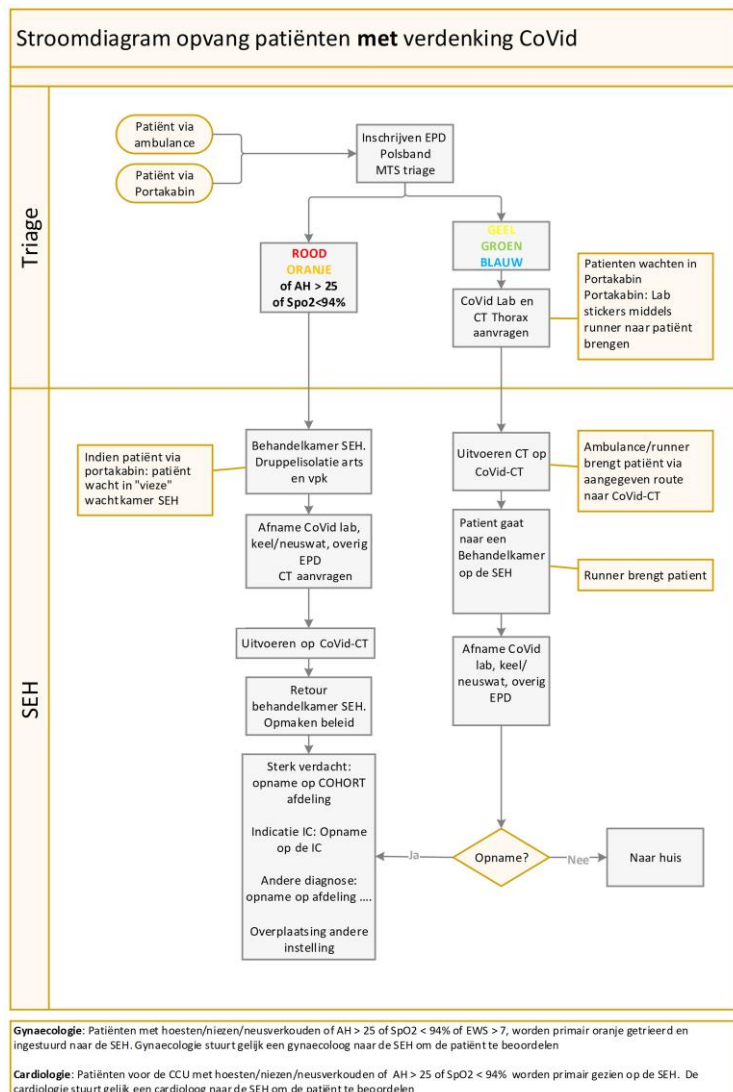 Stroomdiagram opvang patiënten met verdenking CoVid
Triage
Patiënt via
ambulance
Patiënt via
Portakabin
Inschrijven EPD
Polsband
MTS triage
ROOD
ORANJE
of AH > 25
of Spo2<94%
GEEL
GROEN
BLAUW
CoVid Lab en
CT Thorax
aanvragen
Patienten wachten in
Portakabin
Portakabin: Lab
stickers middels
runner naar patiënt
brengen
SEH
Indien patiënt via
portakabin: patiënt
wacht in "vieze"
wachtkamer SEH
Behandelkamer SEH.
Druppelisolatie arts
en vpk
Afname CoVid lab,
keel/neuswat, overig
EPD
CT aanvragen
Uitvoeren op CoVid-CT
Retour
behandelkamer SEH.
Opmaken beleid
Sterk verdacht:
opname op COHORT
afdeling
Indicatie IC: Opname
op de IC
Andere diagnose:
opname op afdeling ....
Overplaatsing andere
instelling
Uitvoeren CT op
CoVid-CT
Ambulance/runner
brengt patiënt via
aangegeven route
naar CoVid-CT
Patient gaat
naar een
Behandelkamer
op de SEH
Runner brengt patient
Afname CoVid
lab, keel/
neuswat, overig
EPD
Opname?
Ja
Nee
Naar huis
Gynaecologie: Patiënten met hoesten/niezen/neusverkouden of AH > 25 of SpO2 < 94% of EWS > 7, worden primair oranje getrieerd en
ingestuurd naar de SEH. Gynaecologie stuurt gelijk een gynaecoloog naar de SEH om de patiënt te beoordelen
Cardiologie: Patiënten voor de CCU met hoesten/niezen/neusverkouden of AH > 25 of SpO2 < 94% worden primair gezien op de SEH. De
cardiologie stuurt gelijk een cardioloog naar de SEH om de patiënt te beoordelen